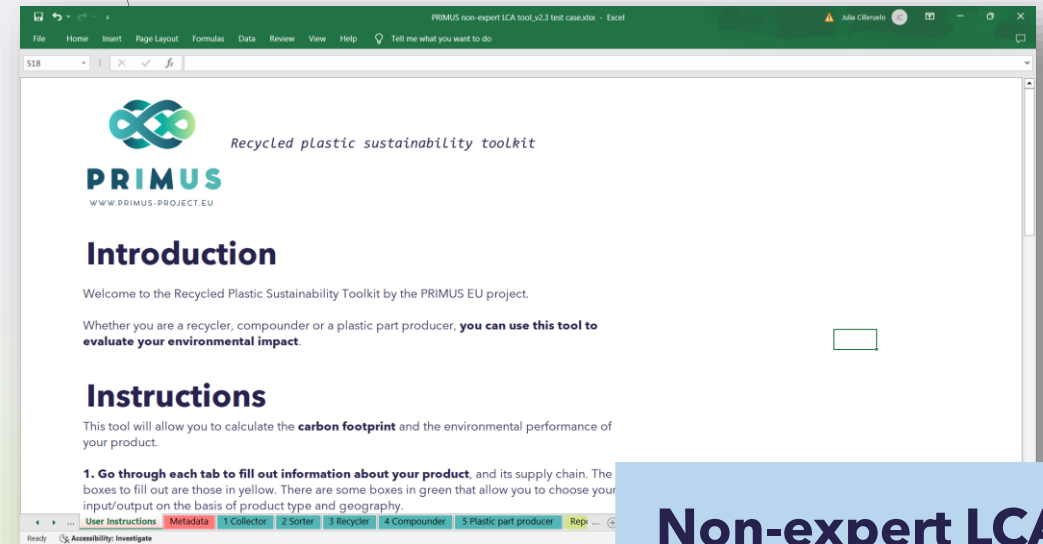 PRIMUS non-expert LCA tool_v2.3 test case.xlsx - Excel
Julia Cilleruelo
File Home Insert Page Layout Formulas Data Review View Help Tell me what you want to do
S18
fx
Recycled plastic sustainability toolkit
PRIMUS
WWW.PRIMUS-PROJECT.EU
Introduction
Welcome to the Recycled Plastic Sustainability Toolkit by the PRIMUS EU project.
Whether you are a recycler, compounder or a plastic part producer, you can use this tool to
evaluate your environmental impact.
Instructions
This tool will allow you to calculate the carbon footprint and the environmental performance of
your product.
1. Go through each tab to fill out information about your product, and its supply chain. The
boxes to fill out are those in yellow. There are some boxes in green that allow you to choose your
input/output on the basis of product type and geography.
... User Instructions Metadata 1 Collector 2 Sorter 3 Recycler 4 Compounder 5 Plastic part producer Rep ...
Ready Accessibility: Investigate
Non-expert LCA